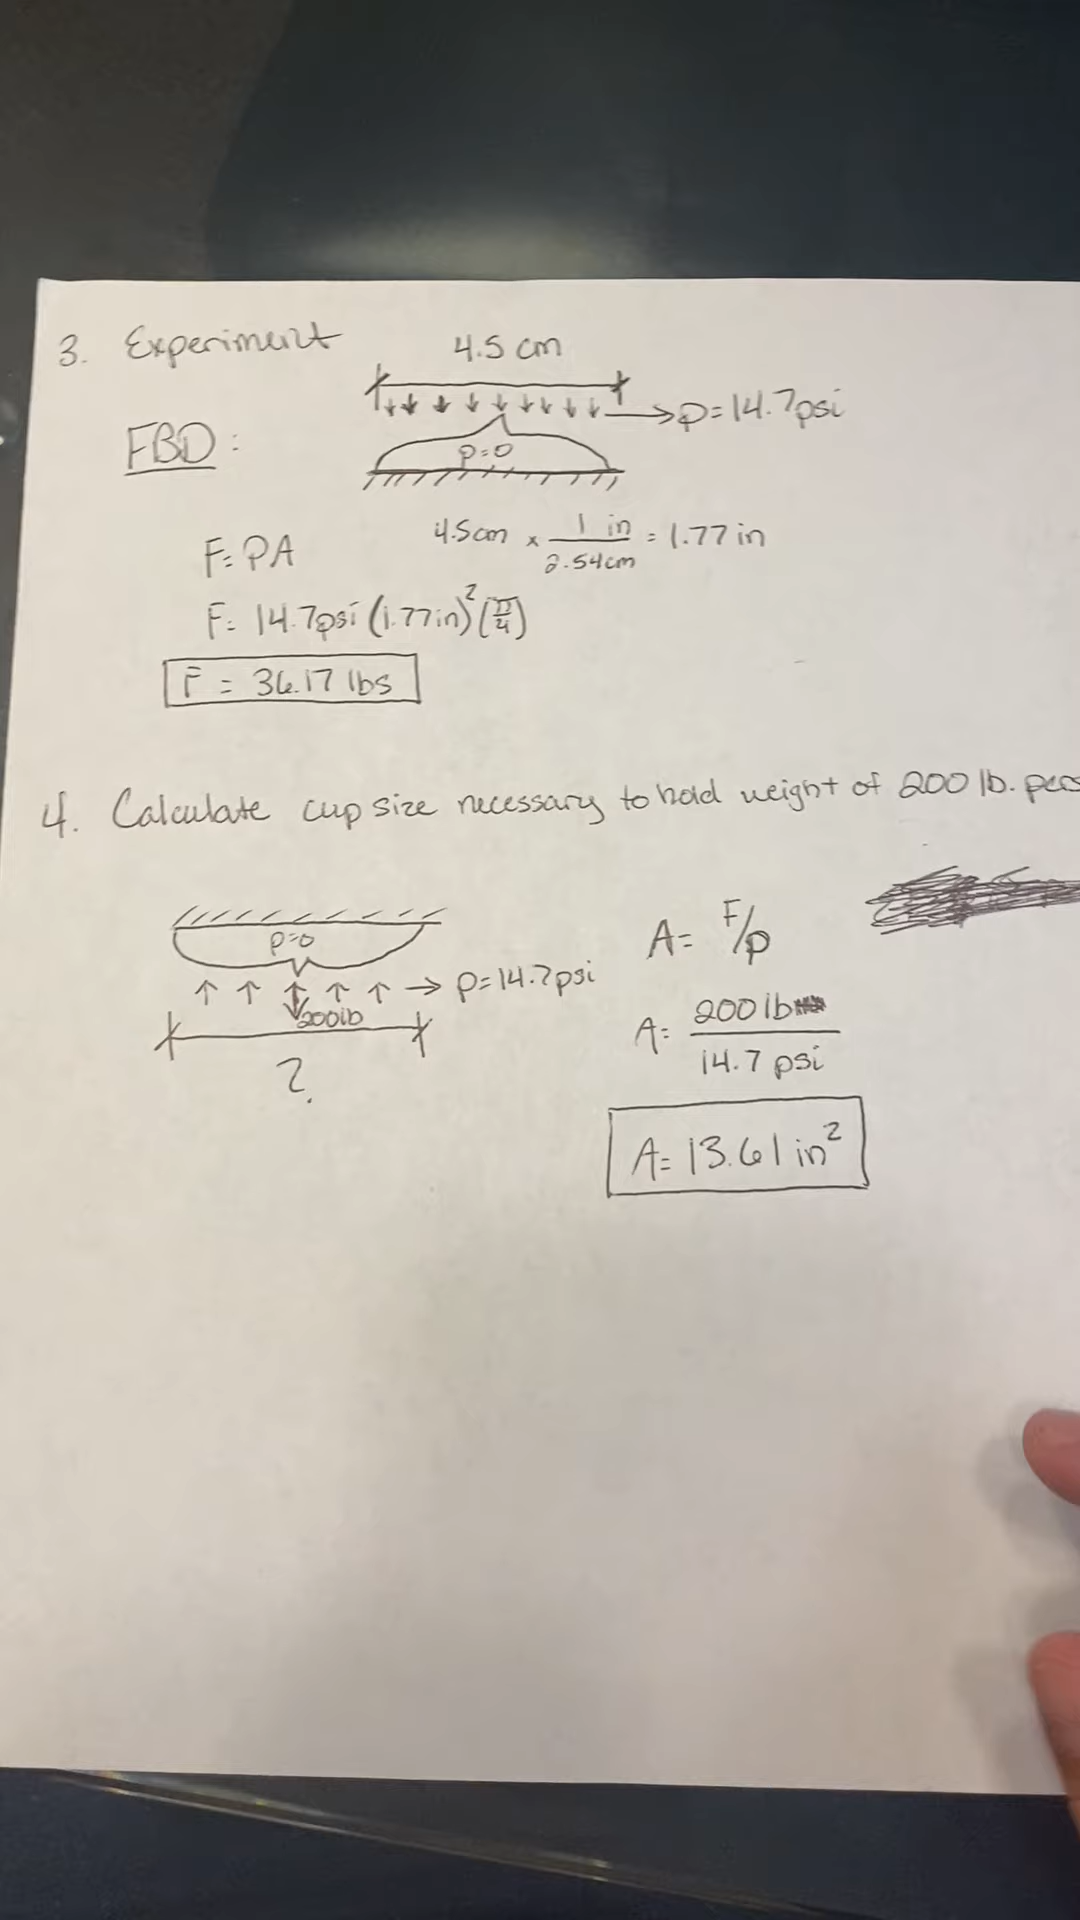 3. Experiment
4.5 cm
p=14.7psi
FBD:
p=0
4.5cm × 1 in / 2.54cm = 1.77 in
F= PA
F= 14.7psi (1.77in)² (π/4)
F = 36.17 lbs
4. Calculate cup size necessary to hold weight of 200 lb.
p=0
p=14.7psi
200lb
?
A= F/p
A= 200 lb / 14.7 psi
A= 13.61 in²